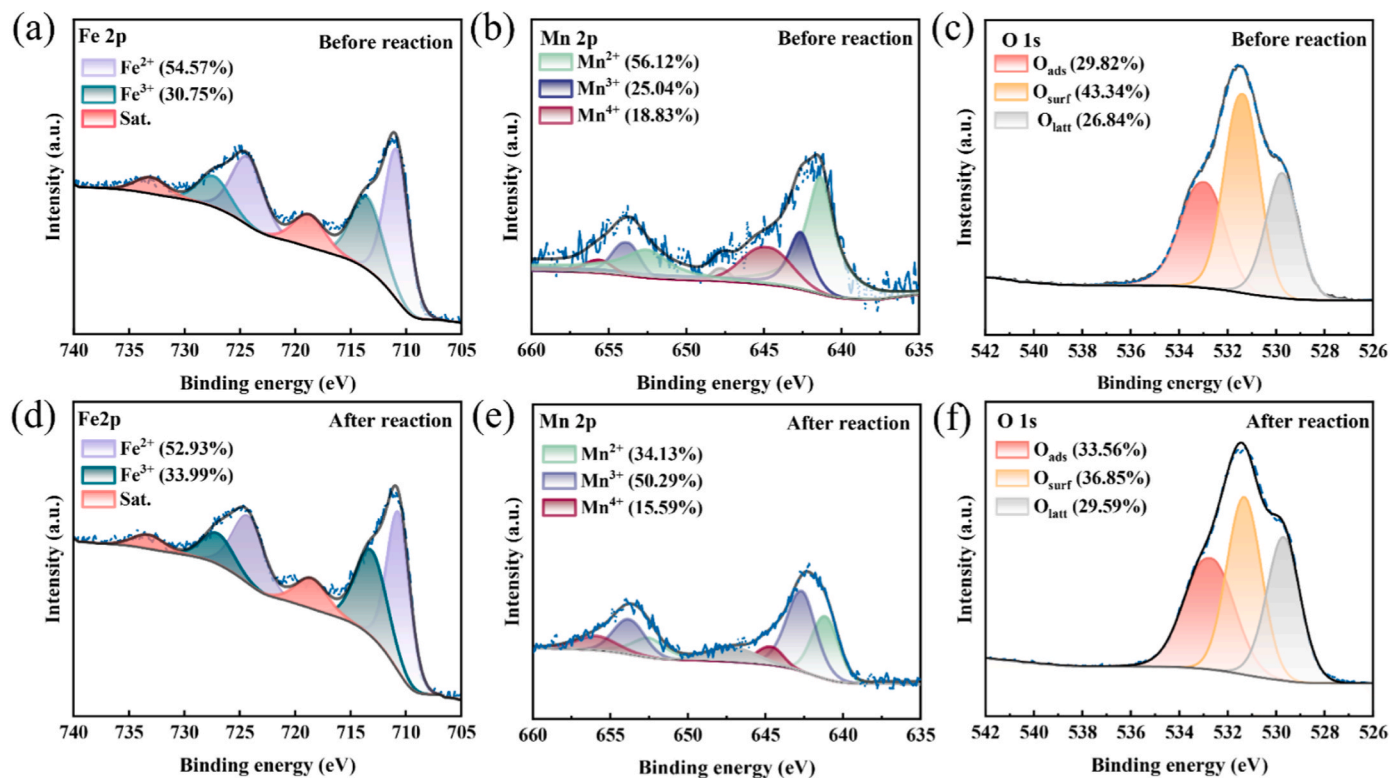 (a)
Fe 2p
Before reaction
Fe²⁺ (54.57%)
Fe³⁺ (30.75%)
Sat.
Intensity (a.u.)
740 735 730 725 720 715 710 705
Binding energy (eV)
(b)
Mn 2p
Before reaction
Mn²⁺ (56.12%)
Mn³⁺ (25.04%)
Mn⁴⁺ (18.83%)
Intensity (a.u.)
660 655 650 645 640 635
Binding energy (eV)
(c)
O 1s
Before reaction
Oads (29.82%)
Osurf (43.34%)
Olatt (26.84%)
Instensity (a.u.)
542 540 538 536 534 532 530 528 526
Binding energy (eV)
(d)
Fe2p
After reaction
Fe²⁺ (52.93%)
Fe³⁺ (33.99%)
Sat.
Intensity (a.u.)
740 735 730 725 720 715 710 705
Binding energy (eV)
(e)
Mn 2p
After reaction
Mn²⁺ (34.13%)
Mn³⁺ (50.29%)
Mn⁴⁺ (15.59%)
Intensity (a.u.)
660 655 650 645 640 635
Binding energy (eV)
(f)
O 1s
After reaction
Oads (33.56%)
Osurf (36.85%)
Olatt (29.59%)
Intensity (a.u.)
542 540 538 536 534 532 530 528 526
Binding energy (eV)